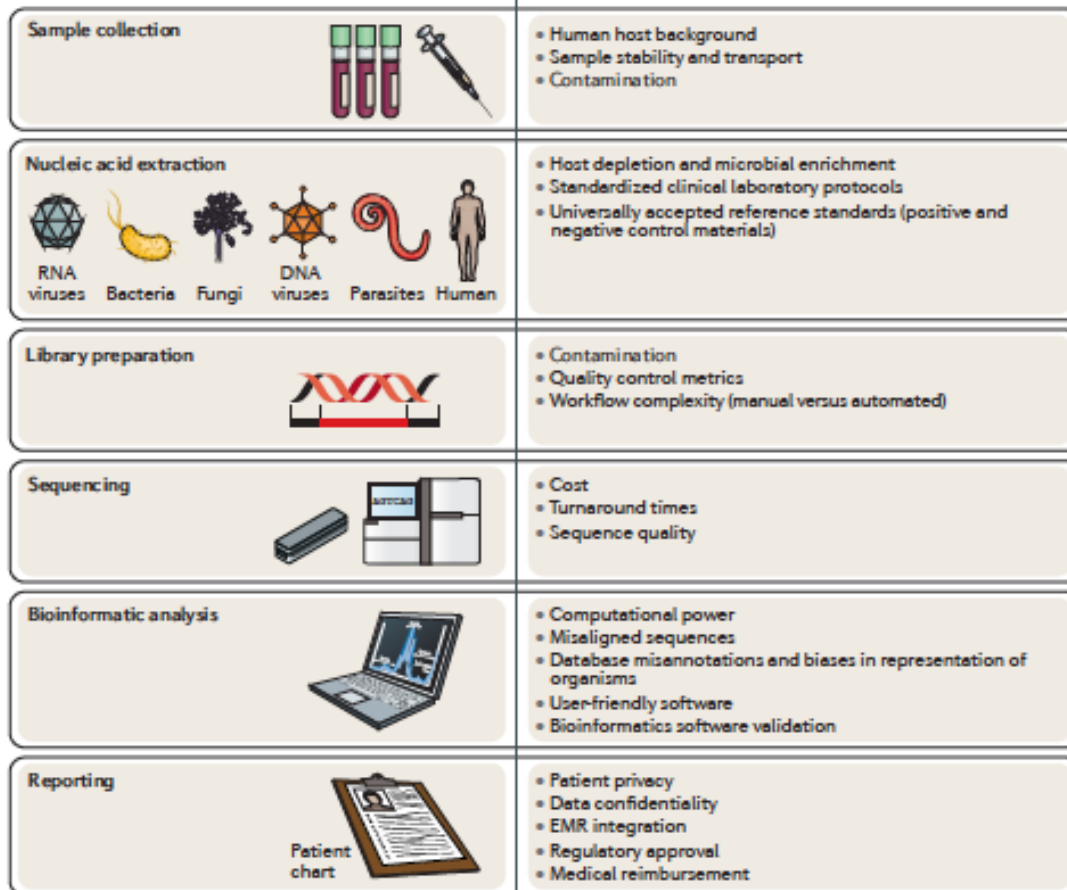 Sample collection
• Human host background
• Sample stability and transport
• Contamination
Nucleic acid extraction
RNA
viruses
Bacteria
Fungi
DNA
viruses
Parasites
Human
• Host depletion and microbial enrichment
• Standardized clinical laboratory protocols
• Universally accepted reference standards (positive and
negative control materials)
Library preparation
• Contamination
• Quality control metrics
• Workflow complexity (manual versus automated)
Sequencing
• Cost
• Turnaround times
• Sequence quality
Bioinformatic analysis
• Computational power
• Misaligned sequences
• Database misannotations and biases in representation of
organisms
• User-friendly software
• Bioinformatics software validation
Reporting
Patient
chart
• Patient privacy
• Data confidentiality
• EMR integration
• Regulatory approval
• Medical reimbursement